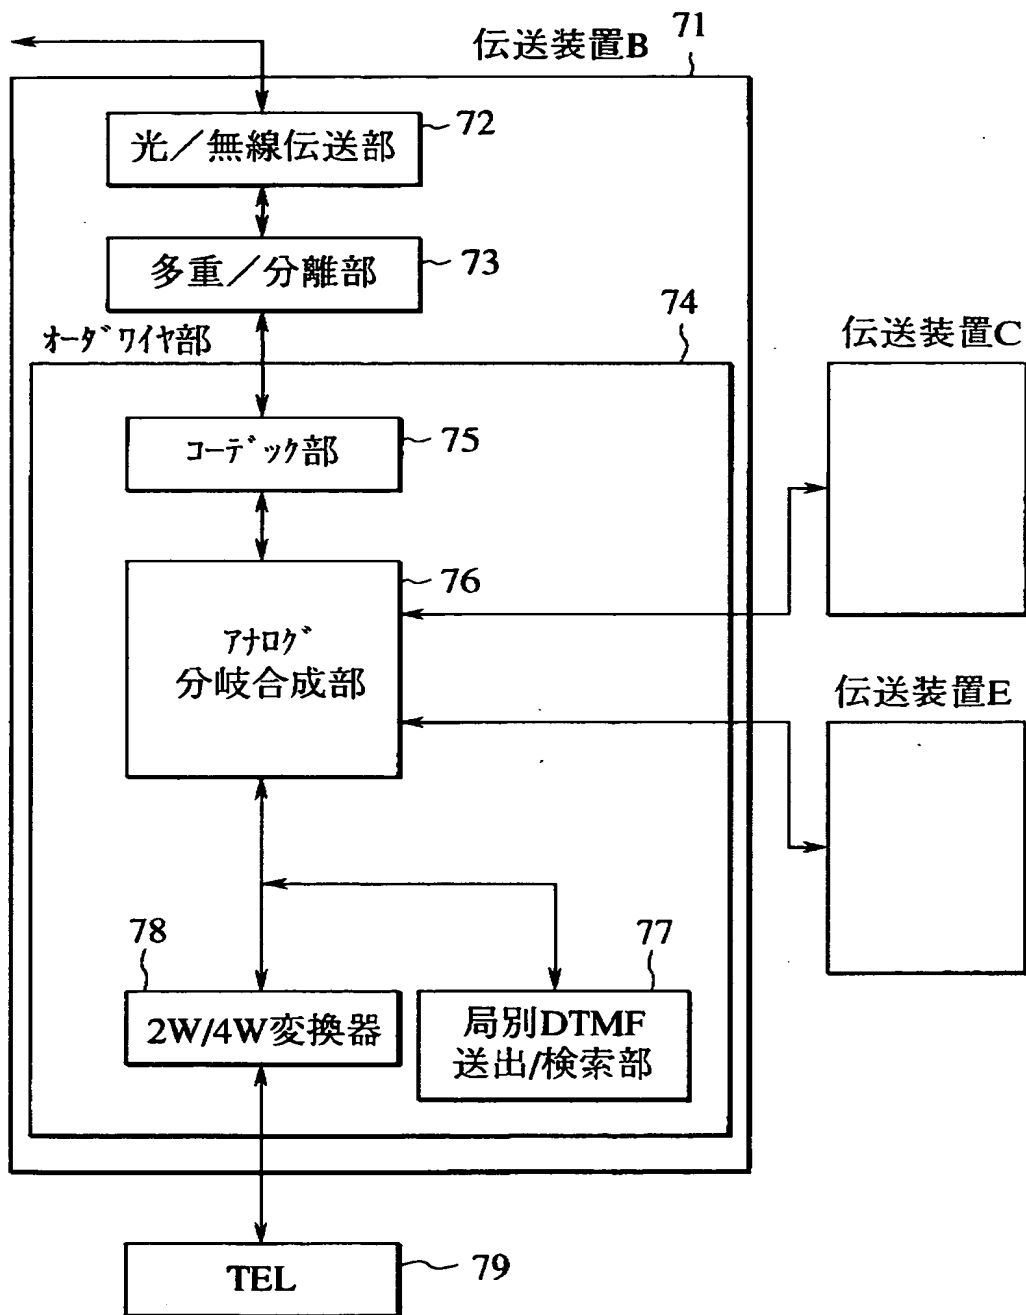 伝送装置B
71
光／無線伝送部
72
多重／分離部
73
ｵｰﾀﾞﾜｲﾔ部
74
伝送装置C
ｺｰﾃﾞｯｸ部
75
76
ｱﾅﾛｸﾞ
分岐合成部
伝送装置E
78
77
2W/4W変換器
局別DTMF
送出/検索部
TEL
79